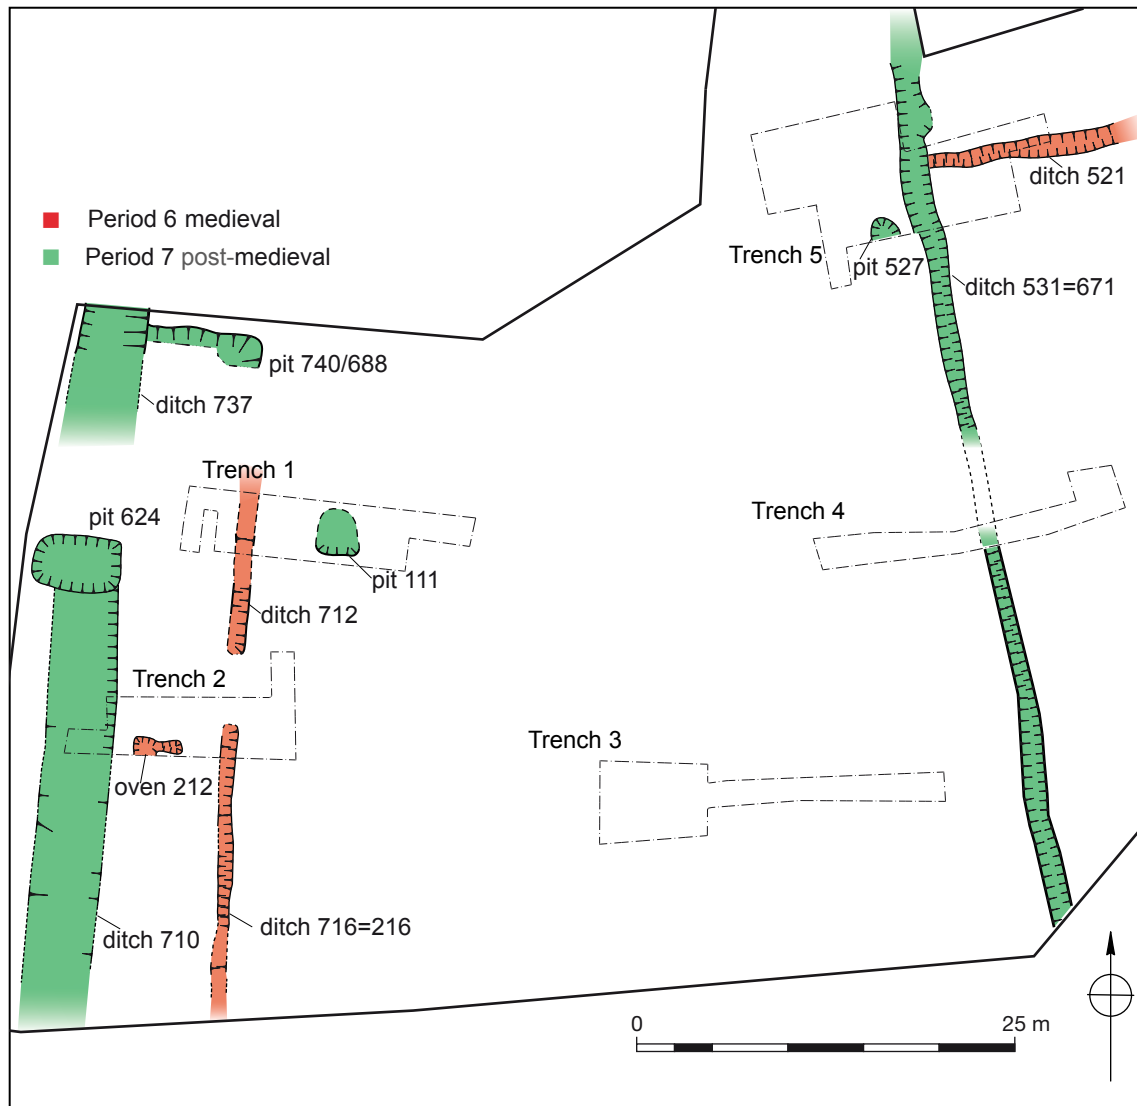 ditch 521
Period 6 medieval
Period 7 post-medieval
Trench 5
pit 527
ditch 531=671
pit 740/688
ditch 737
Trench 1
Trench 4
pit 624
pit 111
ditch 712
Trench 2
Trench 3
oven 212
ditch 716=216
ditch 710
0
25 m